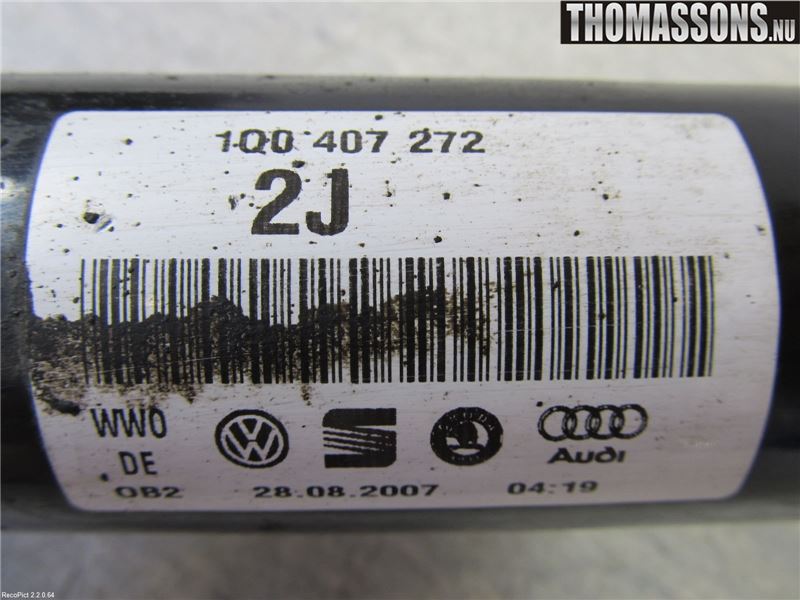 THOMASSONS.NU
1Q0 407 272
2J
WWO
DE
OB2 28.08.2007 04:19
Audi
RecoPict 2.2.0.64